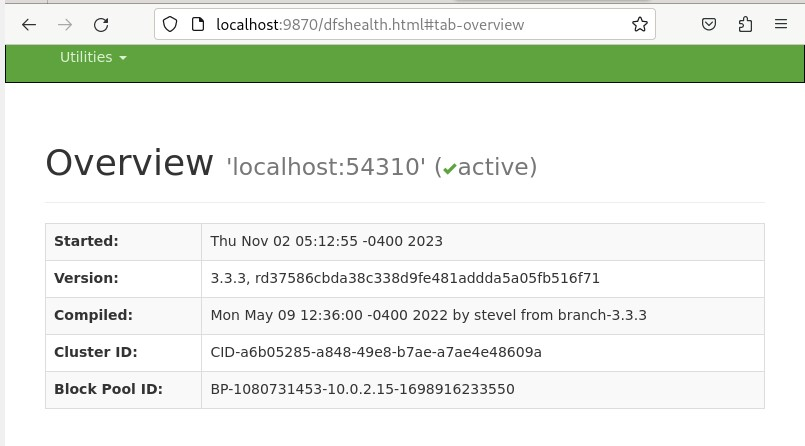 localhost:9870/dfshealth.html#tab-overview
Utilities
Overview 'localhost:54310' (✔active)
Started: Thu Nov 02 05:12:55 -0400 2023
Version: 3.3.3, rd37586cbda38c338d9fe481addda5a05fb516f71
Compiled: Mon May 09 12:36:00 -0400 2022 by stevel from branch-3.3.3
Cluster ID: CID-a6b05285-a848-49e8-b7ae-a7ae4e48609a
Block Pool ID: BP-1080731453-10.0.2.15-1698916233550